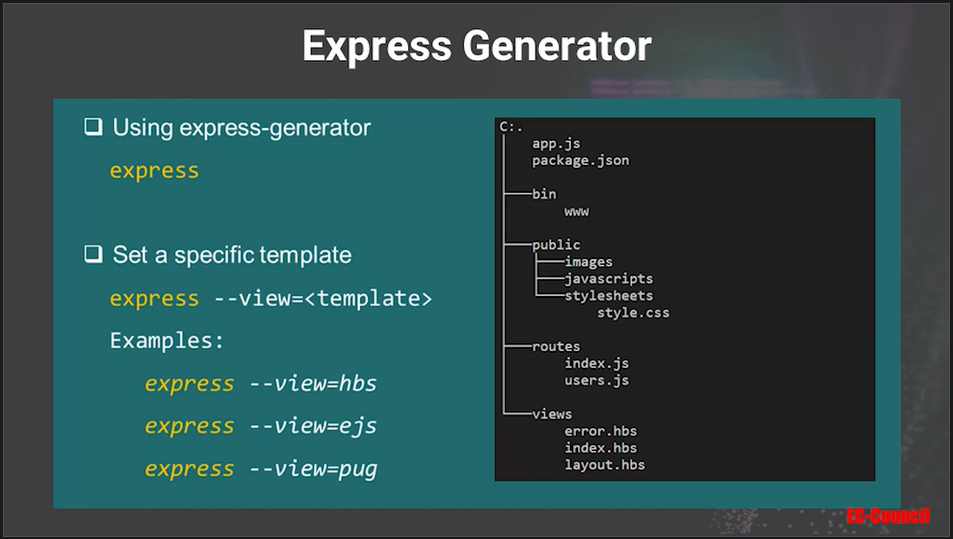 Express Generator
❑ Using express-generator
express
❑ Set a specific template
express --view=<template>
Examples:
express --view=hbs
express --view=ejs
express --view=pug
C:.
app.js
package.json
bin
www
public
images
javascripts
stylesheets
style.css
routes
index.js
users.js
views
error.hbs
index.hbs
layout.hbs
EC-Council